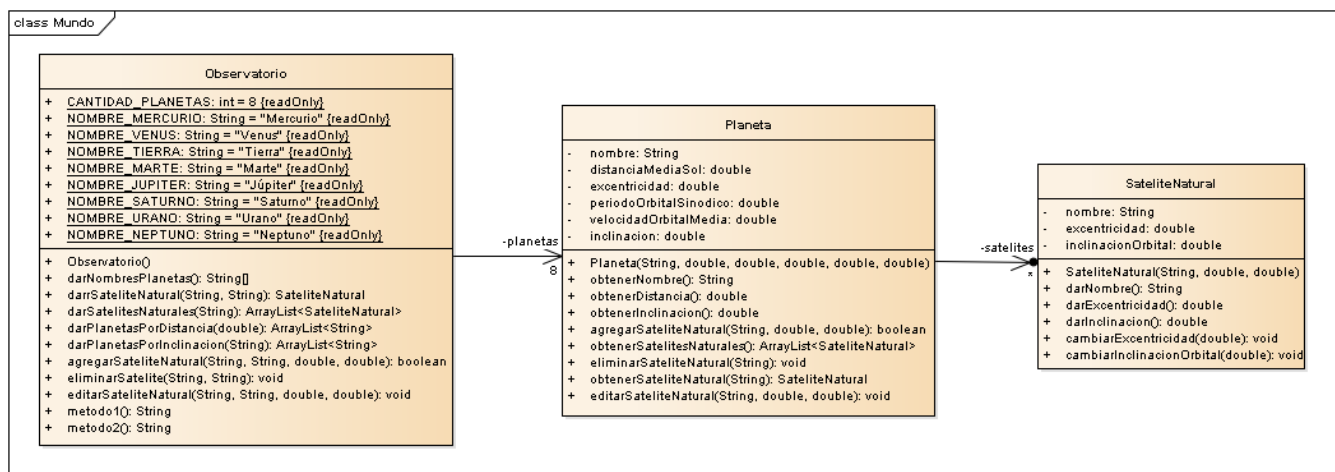 class Mundo
Observatorio
+ CANTIDAD_PLANETAS: int = 8 {readOnly}
+ NOMBRE_MERCURIO: String = "Mercurio" {readOnly}
+ NOMBRE_VENUS: String = "Venus" {readOnly}
+ NOMBRE_TIERRA: String = "Tierra" {readOnly}
+ NOMBRE_MARTE: String = "Marte" {readOnly}
+ NOMBRE_JUPITER: String = "Júpiter" {readOnly}
+ NOMBRE_SATURNO: String = "Saturno" {readOnly}
+ NOMBRE_URANO: String = "Urano" {readOnly}
+ NOMBRE_NEPTUNO: String = "Neptuno" {readOnly}
+ Observatorio()
+ darNombresPlanetas(): String[]
+ darrSateliteNatural(String, String): SateliteNatural
+ darSatelitesNaturales(String): ArrayList<SateliteNatural>
+ darPlanetasPorDistancia(double): ArrayList<String>
+ darPlanetasPorInclinacion(String): ArrayList<String>
+ agregarSateliteNatural(String, String, double, double): boolean
+ eliminarSatelite(String, String): void
+ editarSateliteNatural(String, String, double, double): void
+ metodo1(): String
+ metodo2(): String
-planetas
8
Planeta
- nombre: String
- distanciaMediaSol: double
- excentricidad: double
- periodoOrbitalSinodico: double
- velocidadOrbitalMedia: double
- inclinacion: double
+ Planeta(String, double, double, double, double, double)
+ obtenerNombre(): String
+ obtenerDistancia(): double
+ obtenerInclinacion(): double
+ agregarSateliteNatural(String, double, double): boolean
+ obtenerSatelitesNaturales(): ArrayList<SateliteNatural>
+ eliminarSateliteNatural(String): void
+ obtenerSateliteNatural(String): SateliteNatural
+ editarSateliteNatural(String, double, double): void
-satelites
*
SateliteNatural
- nombre: String
- excentricidad: double
- inclinacionOrbital: double
+ SateliteNatural(String, double, double)
+ darNombre(): String
+ darExcentricidad(): double
+ darInclinacion(): double
+ cambiarExcentricidad(double): void
+ cambiarInclinacionOrbital(double): void